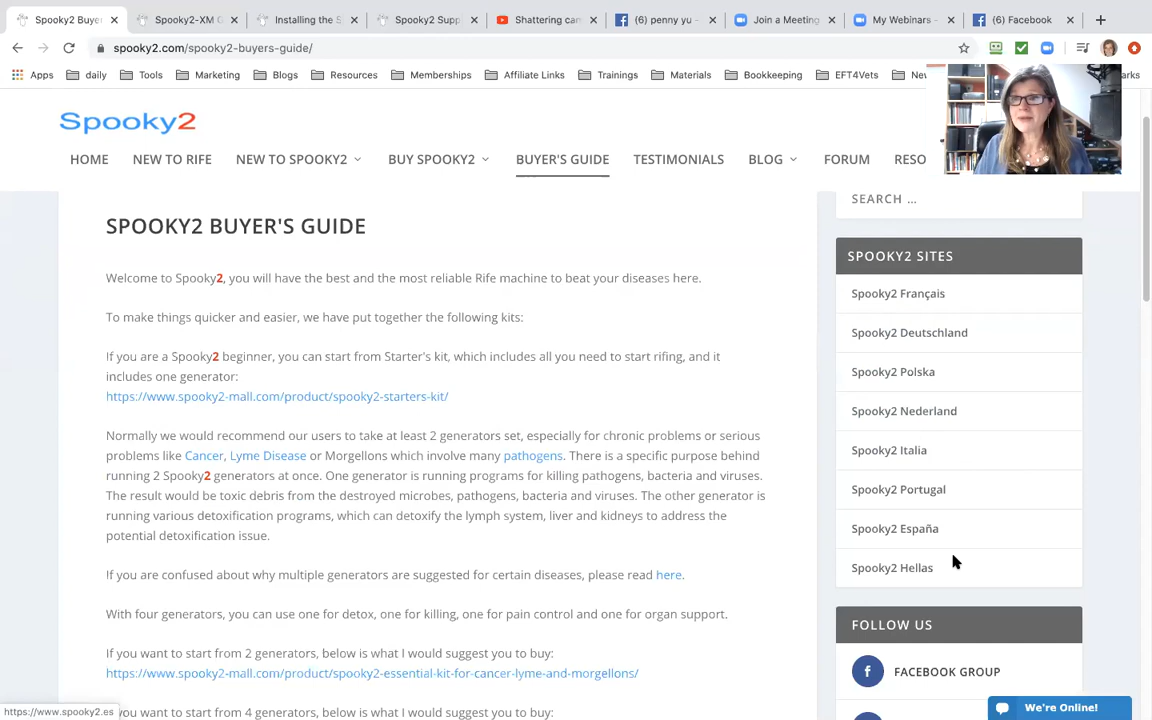 Spooky2 Buyer
Spooky2-XM G
Installing the S
Spooky2 Supp
Shattering can
(6) penny yu -
Join a Meeting
My Webinars -
(6) Facebook
spooky2.com/spooky2-buyers-guide/
Apps
daily
Tools
Marketing
Blogs
Resources
Memberships
Affiliate Links
Trainings
Materials
Bookkeeping
EFT4Vets
Spooky2
HOME
NEW TO RIFE
NEW TO SPOOKY2
BUY SPOOKY2
BUYER'S GUIDE
TESTIMONIALS
BLOG
FORUM
RESO
SPOOKY2 BUYER'S GUIDE
Welcome to Spooky2, you will have the best and the most reliable Rife machine to beat your diseases here.
To make things quicker and easier, we have put together the following kits:
If you are a Spooky2 beginner, you can start from Starter's kit, which includes all you need to start rifing, and it
includes one generator:
https://www.spooky2-mall.com/product/spooky2-starters-kit/
Normally we would recommend our users to take at least 2 generators set, especially for chronic problems or serious
problems like Cancer, Lyme Disease or Morgellons which involve many pathogens. There is a specific purpose behind
running 2 Spooky2 generators at once. One generator is running programs for killing pathogens, bacteria and viruses.
The result would be toxic debris from the destroyed microbes, pathogens, bacteria and viruses. The other generator is
running various detoxification programs, which can detoxify the lymph system, liver and kidneys to address the
potential detoxification issue.
If you are confused about why multiple generators are suggested for certain diseases, please read here.
With four generators, you can use one for detox, one for killing, one for pain control and one for organ support.
If you want to start from 2 generators, below is what I would suggest you to buy:
https://www.spooky2-mall.com/product/spooky2-essential-kit-for-cancer-lyme-and-morgellons/
you want to start from 4 generators, below is what I would suggest you to buy:
https://www.spooky2.es
SEARCH …
SPOOKY2 SITES
Spooky2 Français
Spooky2 Deutschland
Spooky2 Polska
Spooky2 Nederland
Spooky2 Italia
Spooky2 Portugal
Spooky2 España
Spooky2 Hellas
FOLLOW US
FACEBOOK GROUP
We're Online!